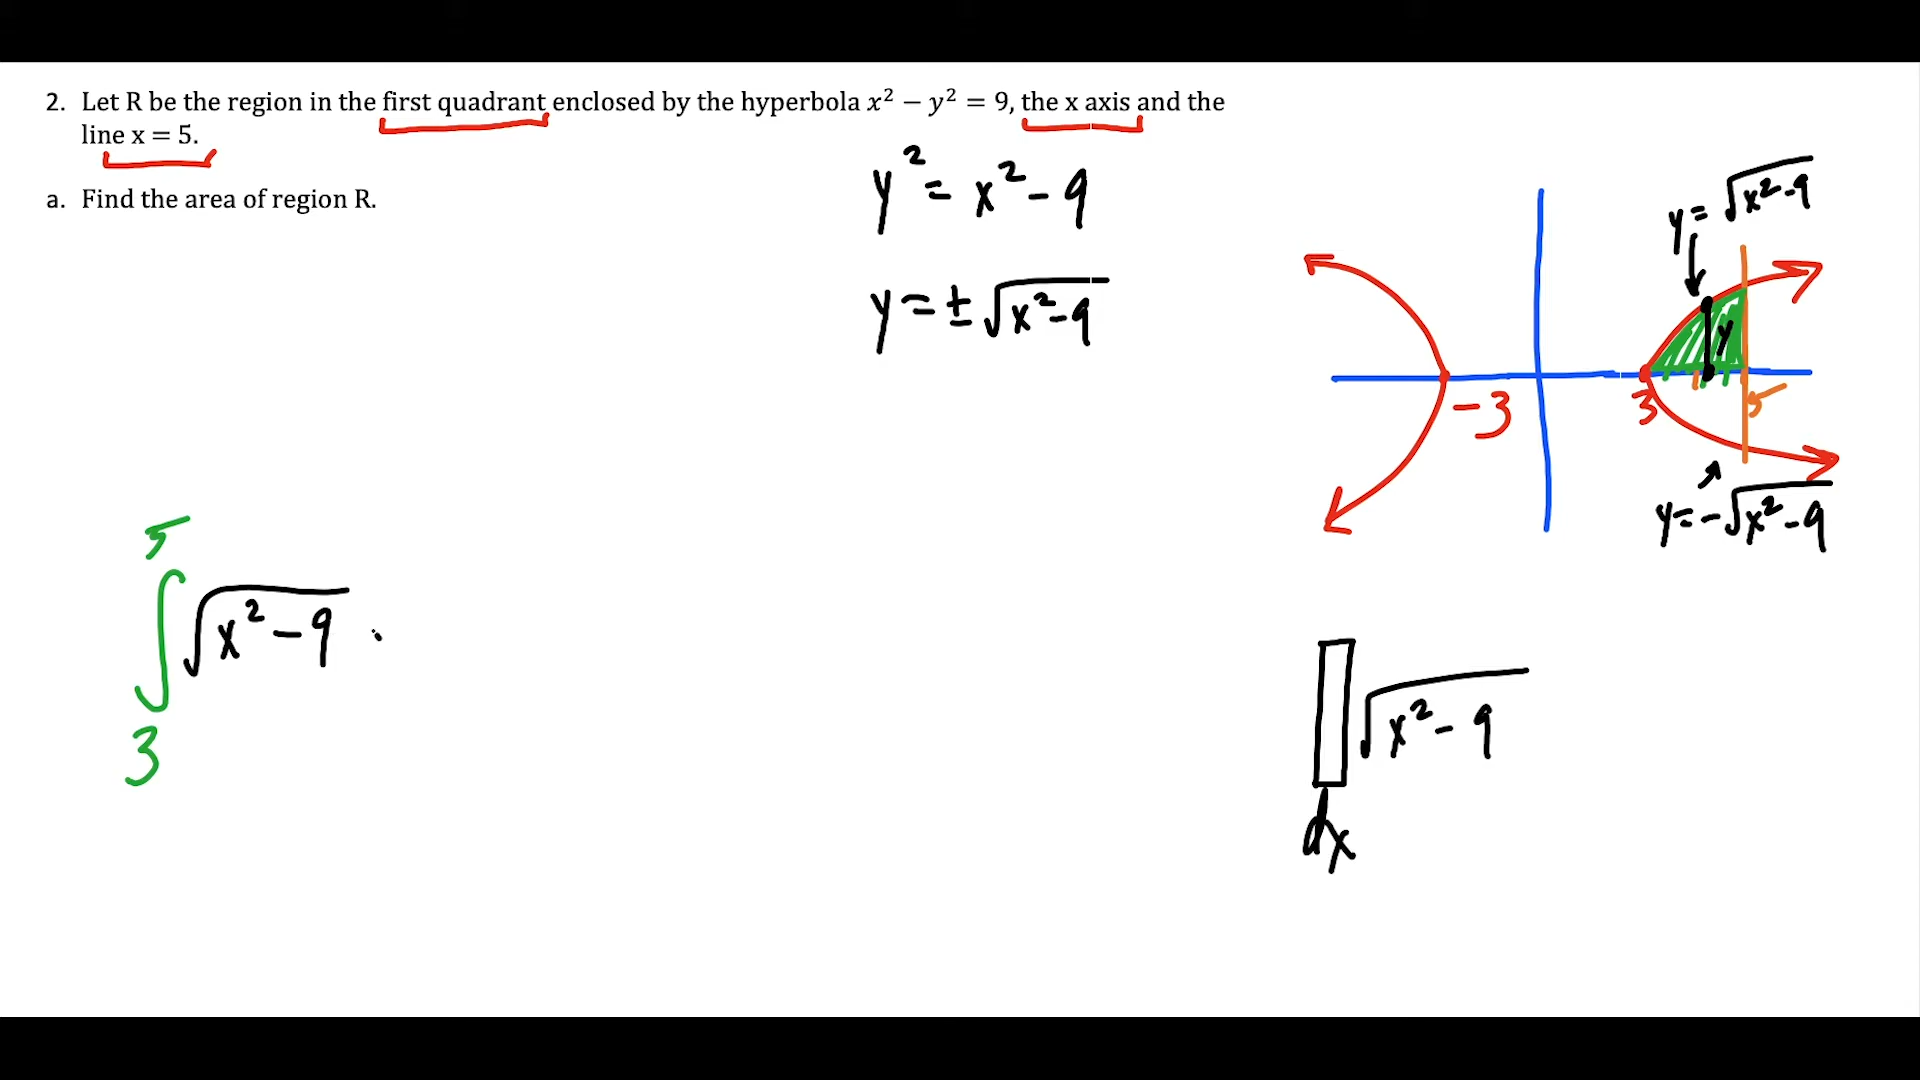 2. Let R be the region in the first quadrant enclosed by the hyperbola x² − y² = 9, the x axis and the
line x = 5.
a. Find the area of region R.
y² = x² - 9
y = ± √x² - 9
y = √x² - 9
y
-3
3
5
y = - √x² - 9
5
∫ √x² - 9
3
√x² - 9
dx